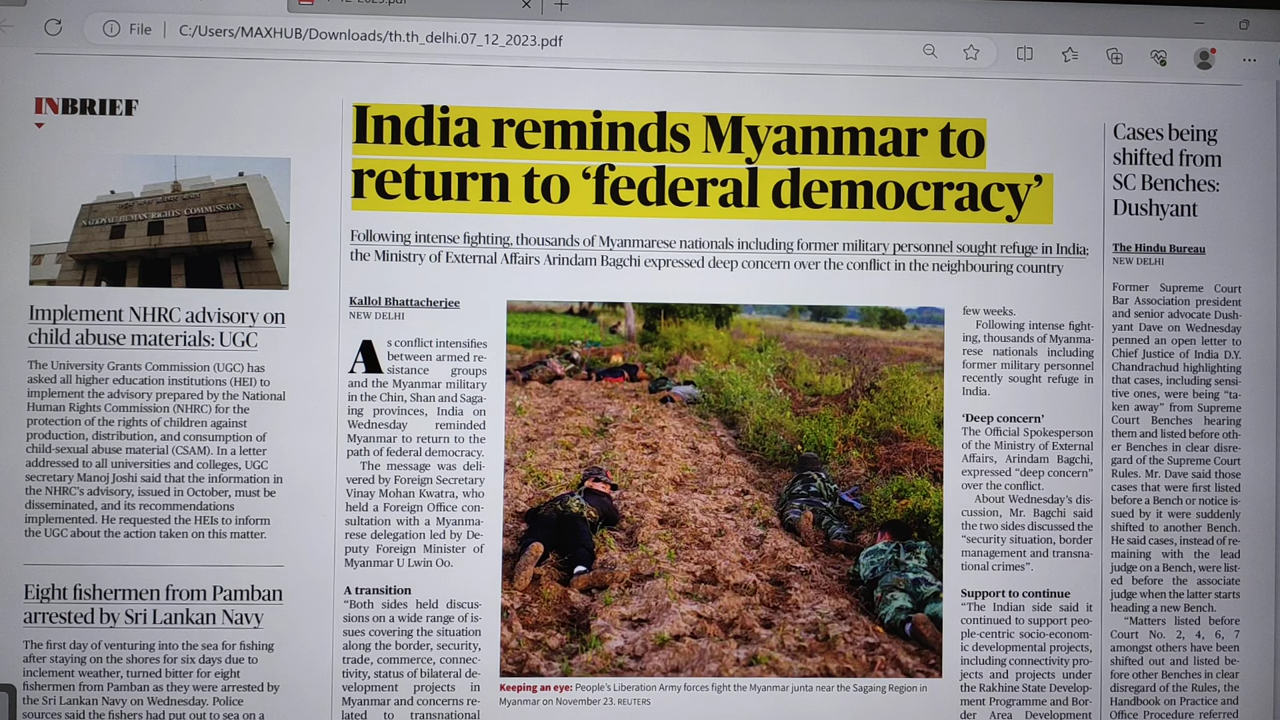 File
C:/Users/MAXHUB/Downloads/th.th_delhi.07_12_2023.pdf
INBRIEF
NATIONAL HUMAN RIGHTS COMMISSION
Implement NHRC advisory on
child abuse materials: UGC
The University Grants Commission (UGC) has
asked all higher education institutions (HEI) to
implement the advisory prepared by the National
Human Rights Commission (NHRC) for the
protection of the rights of children against
production, distribution, and consumption of
child-sexual abuse material (CSAM). In a letter
addressed to all universities and colleges, UGC
secretary Manoj Joshi said that the information in
the NHRC's advisory, issued in October, must be
disseminated, and its recommendations
implemented. He requested the HEIs to inform
the UGC about the action taken on this matter.
Eight fishermen from Pamban
arrested by Sri Lankan Navy
The first day of venturing into the sea for fishing
after staying on the shores for six days due to
inclement weather, turned bitter for eight
fishermen from Pamban as they were arrested by
the Sri Lankan Navy on Wednesday. Police
sources said the fishers had put out to sea on a
India reminds Myanmar to
return to ‘federal democracy’
Following intense fighting, thousands of Myanmarese nationals including former military personnel sought refuge in India;
the Ministry of External Affairs Arindam Bagchi expressed deep concern over the conflict in the neighbouring country
Kallol Bhattacherjee
NEW DELHI
As conflict intensifies
between armed re-
sistance groups
and the Myanmar military
in the Chin, Shan and Saga-
ing provinces, India on
Wednesday reminded
Myanmar to return to the
path of federal democracy.
The message was deli-
vered by Foreign Secretary
Vinay Mohan Kwatra, who
held a Foreign Office con-
sultation with a Myanma-
rese delegation led by De-
puty Foreign Minister of
Myanmar U Lwin Oo.
A transition
“Both sides held discus-
sions on a wide range of is-
sues covering the situation
along the border, security,
trade, commerce, connec-
tivity, status of bilateral de-
velopment projects in
Myanmar and concerns re-
lated to transnational
Keeping an eye: People's Liberation Army forces fight the Myanmar junta near the Sagaing Region in
Myanmar on November 23. REUTERS
few weeks.
Following intense fight-
ing, thousands of Myanma-
rese nationals including
former military personnel
recently sought refuge in
India.
‘Deep concern’
The Official Spokesperson
of the Ministry of External
Affairs, Arindam Bagchi,
expressed “deep concern”
over the conflict.
About Wednesday's dis-
cussion, Mr. Bagchi said
the two sides discussed the
“security situation, border
management and transna-
tional crimes”.
Support to continue
“The Indian side said it
continued to support peo-
ple-centric socio-econom-
ic developmental projects,
including connectivity pro-
jects and projects under
the Rakhine State Develop-
ment Programme and Bor-
der Area Development
Cases being
shifted from
SC Benches:
Dushyant
The Hindu Bureau
NEW DELHI
Former Supreme Court
Bar Association president
and senior advocate Dush-
yant Dave on Wednesday
penned an open letter to
Chief Justice of India D.Y.
Chandrachud highlighting
that cases, including sensi-
tive ones, were being “ta-
ken away” from Supreme
Court Benches hearing
them and listed before oth-
er Benches in clear disre-
gard of the Supreme Court
Rules. Mr. Dave said those
cases that were first listed
before a Bench or notice is-
sued by it were suddenly
shifted to another Bench.
He said cases, instead of re-
maining with the lead
judge on a Bench, were list-
ed before the associate
judge when the latter starts
heading a new Bench.
“Matters listed before
Court No. 2, 4, 6, 7
amongst others have been
shifted out and listed be-
fore other Benches in clear
disregard of the Rules, the
Handbook on Practice and
Office Procedure referred